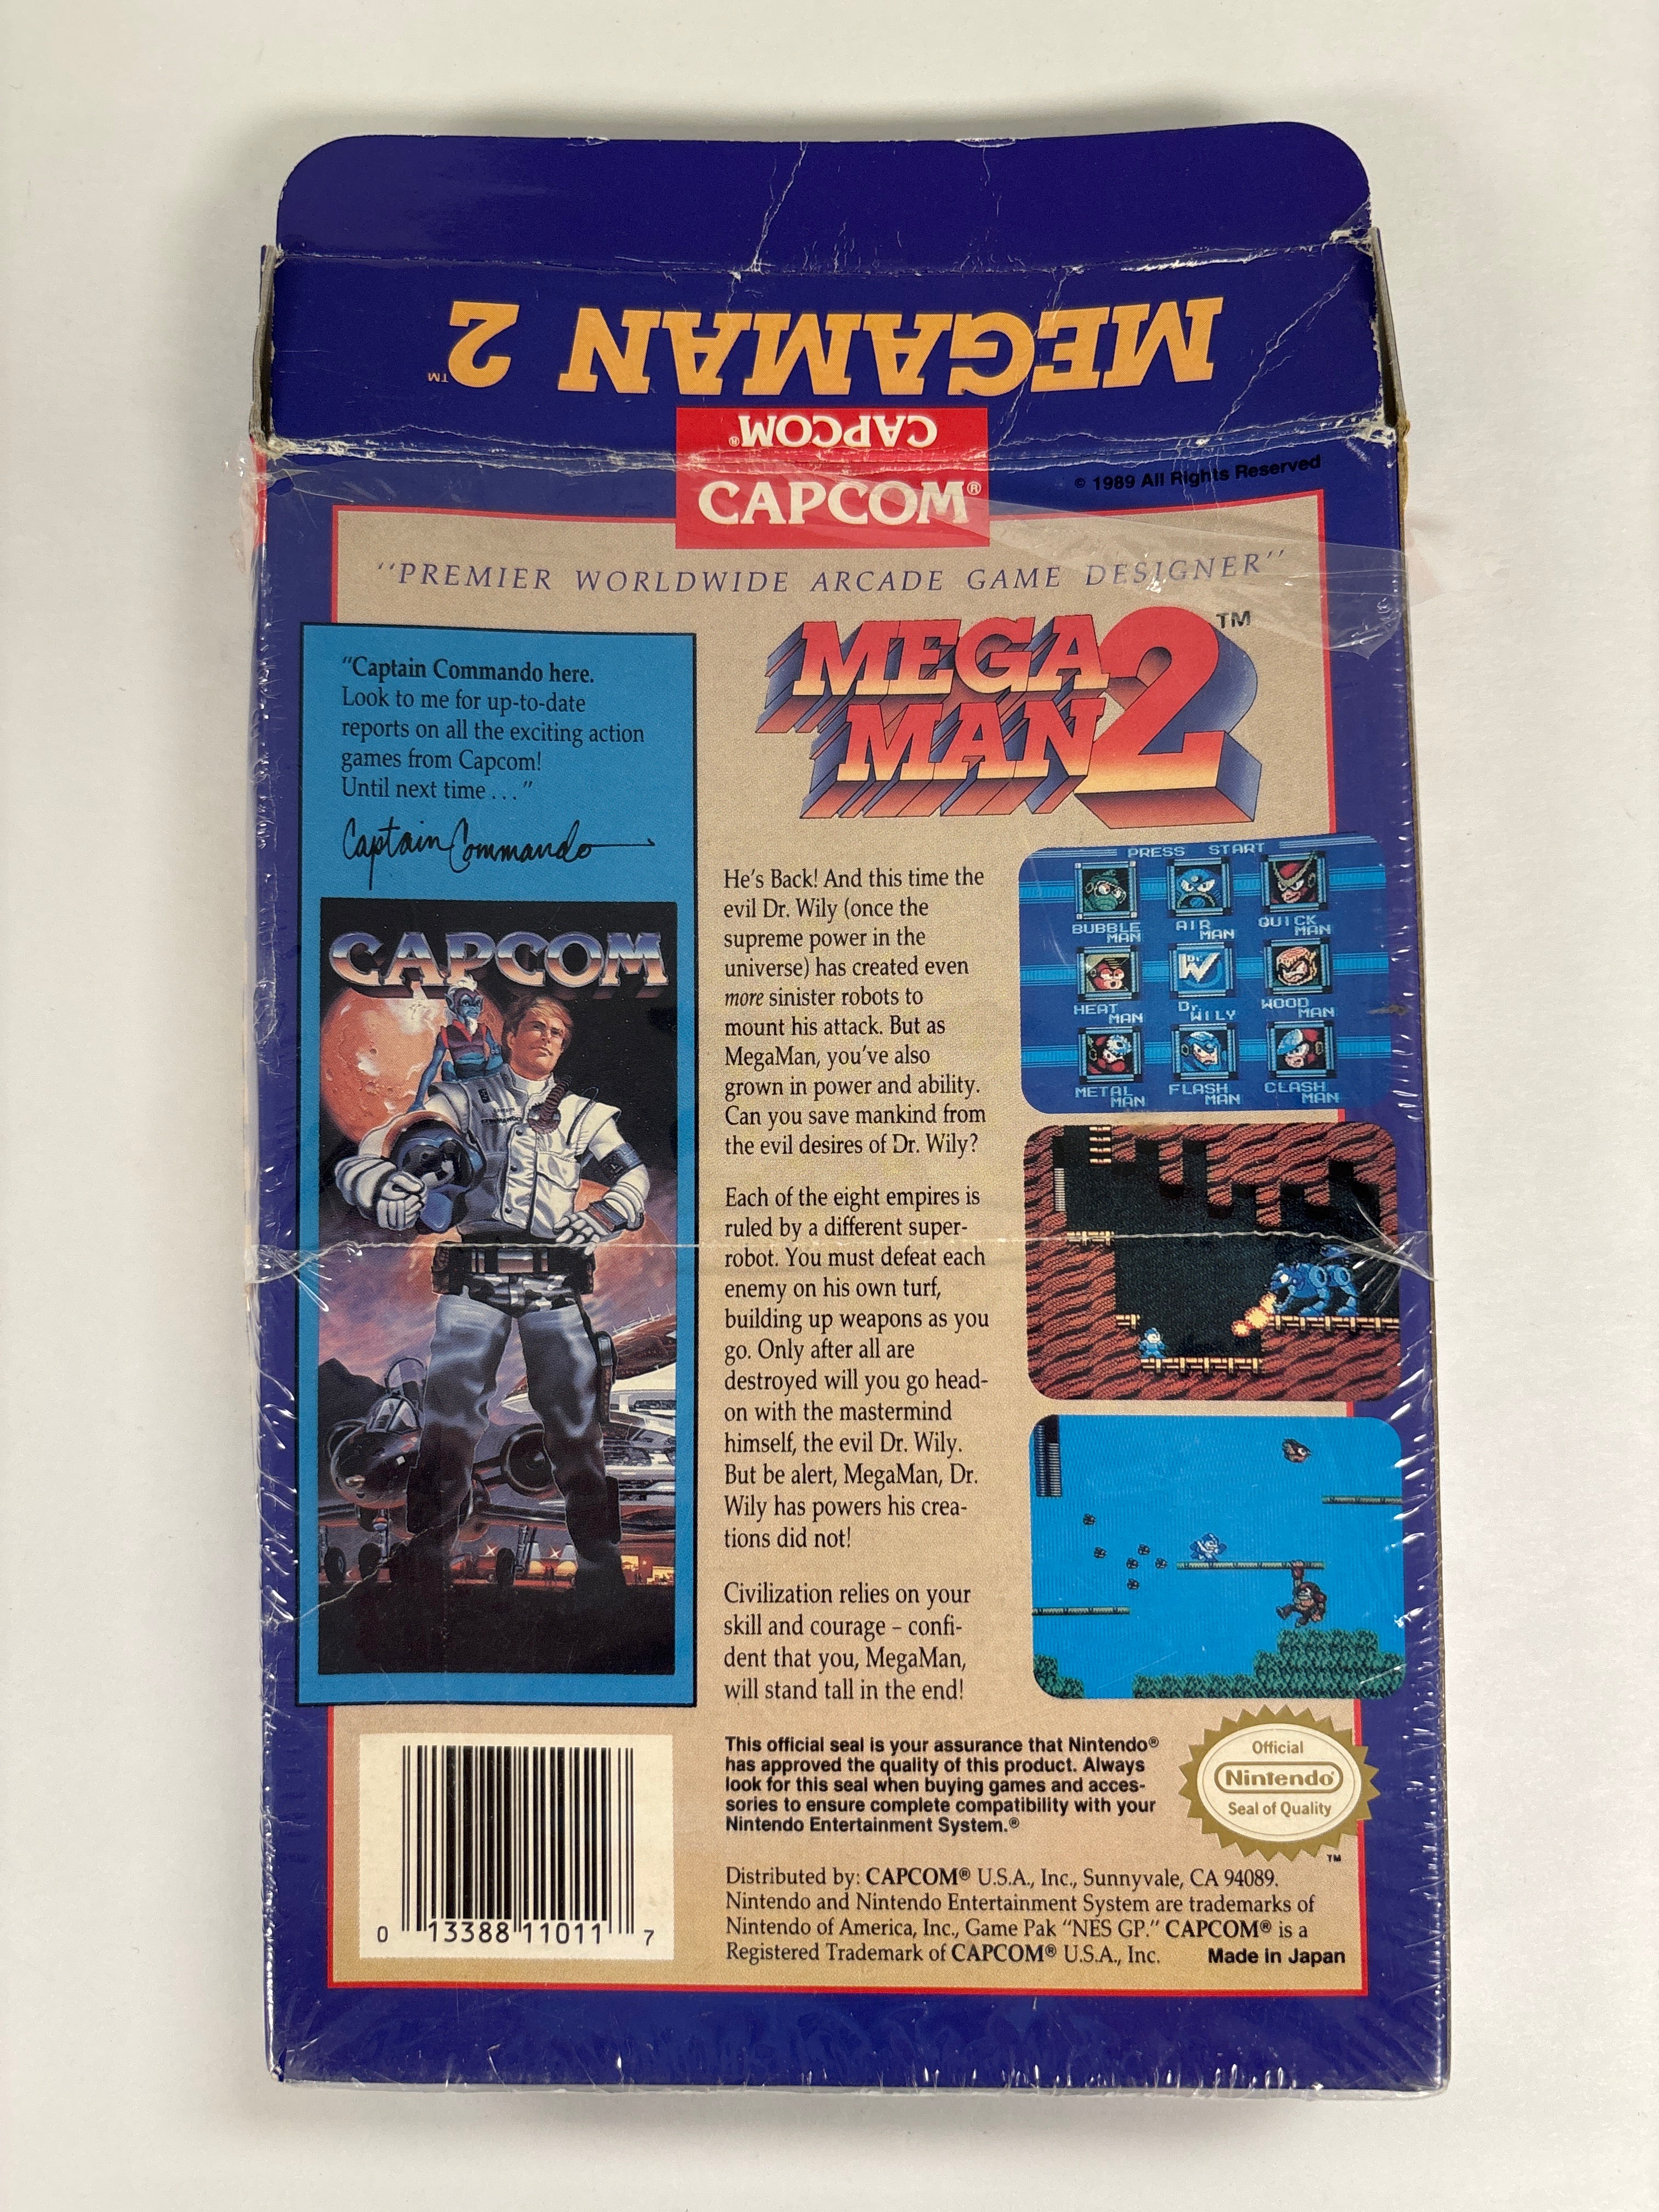 MEGAMAN 2™
CAPCOM®
CAPCOM®
© 1989 All Rights Reserved
"PREMIER WORLDWIDE ARCADE GAME DESIGNER"
"Captain Commando here.
Look to me for up-to-date
reports on all the exciting action
games from Capcom!
Until next time . . ."
Captain Commando
CAPCOM
MEGA
MAN 2™
He's Back! And this time the
evil Dr. Wily (once the
supreme power in the
universe) has created even
more sinister robots to
mount his attack. But as
MegaMan, you've also
grown in power and ability.
Can you save mankind from
the evil desires of Dr. Wily?
Each of the eight empires is
ruled by a different super-
robot. You must defeat each
enemy on his own turf,
building up weapons as you
go. Only after all are
destroyed will you go head-
on with the mastermind
himself, the evil Dr. Wily.
But be alert, MegaMan, Dr.
Wily has powers his crea-
tions did not!
Civilization relies on your
skill and courage – confi-
dent that you, MegaMan,
will stand tall in the end!
PRESS START
BUBBLE MAN AIR MAN QUICK MAN
Dr. W
HEAT MAN Dr. WILY WOOD MAN
METAL MAN FLASH MAN CLASH MAN
0 13388 11011 7
This official seal is your assurance that Nintendo®
has approved the quality of this product. Always
look for this seal when buying games and acces-
sories to ensure complete compatibility with your
Nintendo Entertainment System.®
Official
Nintendo®
Seal of Quality
™
Distributed by: CAPCOM® U.S.A., Inc., Sunnyvale, CA 94089.
Nintendo and Nintendo Entertainment System are trademarks of
Nintendo of America, Inc., Game Pak "NES GP." CAPCOM® is a
Registered Trademark of CAPCOM® U.S.A., Inc. Made in Japan